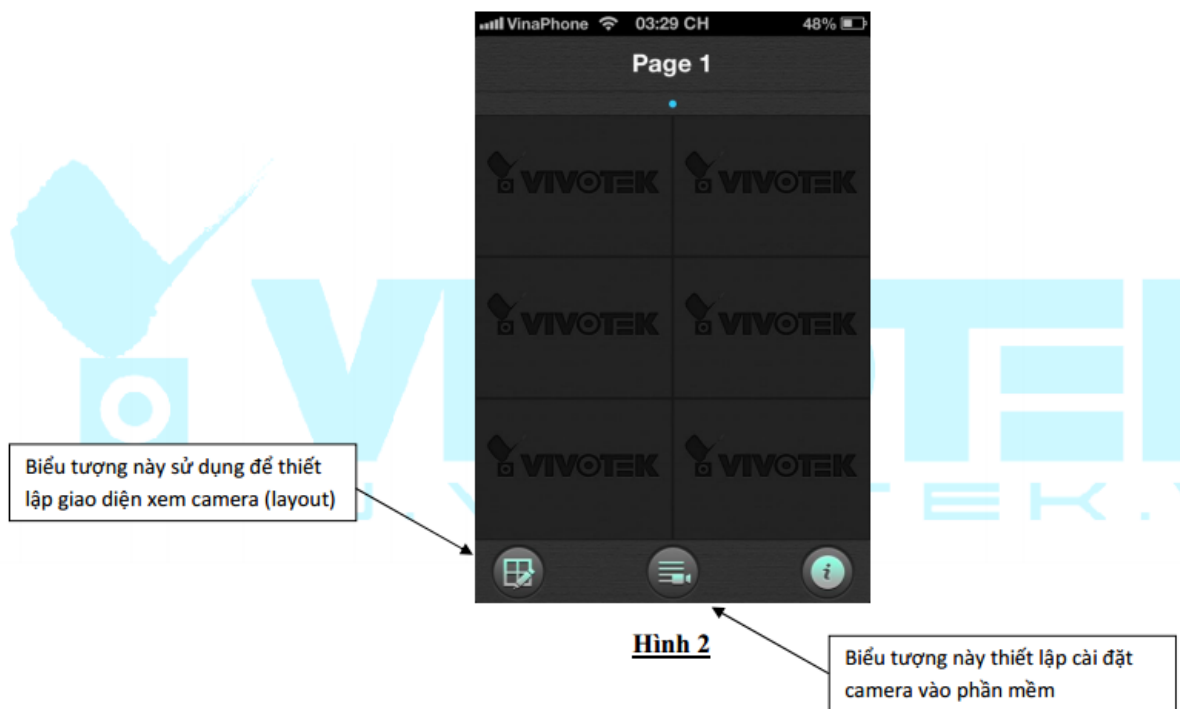 VinaPhone 03:29 CH 48%
Page 1
VIVOTEK VIVOTEK
VIVOTEK VIVOTEK
VIVOTEK VIVOTEK
Biểu tượng này sử dụng để thiết
lập giao diện xem camera (layout)
i
Hình 2
Biểu tượng này thiết lập cài đặt
camera vào phần mềm